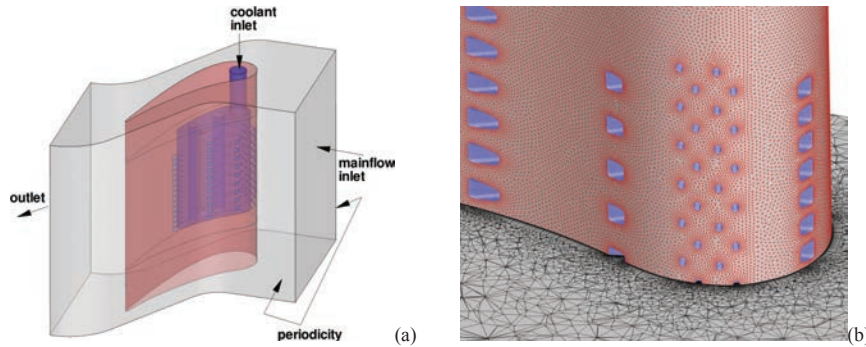 coolant
inlet
mainflow
inlet
outlet
periodicity
(a)
(b)